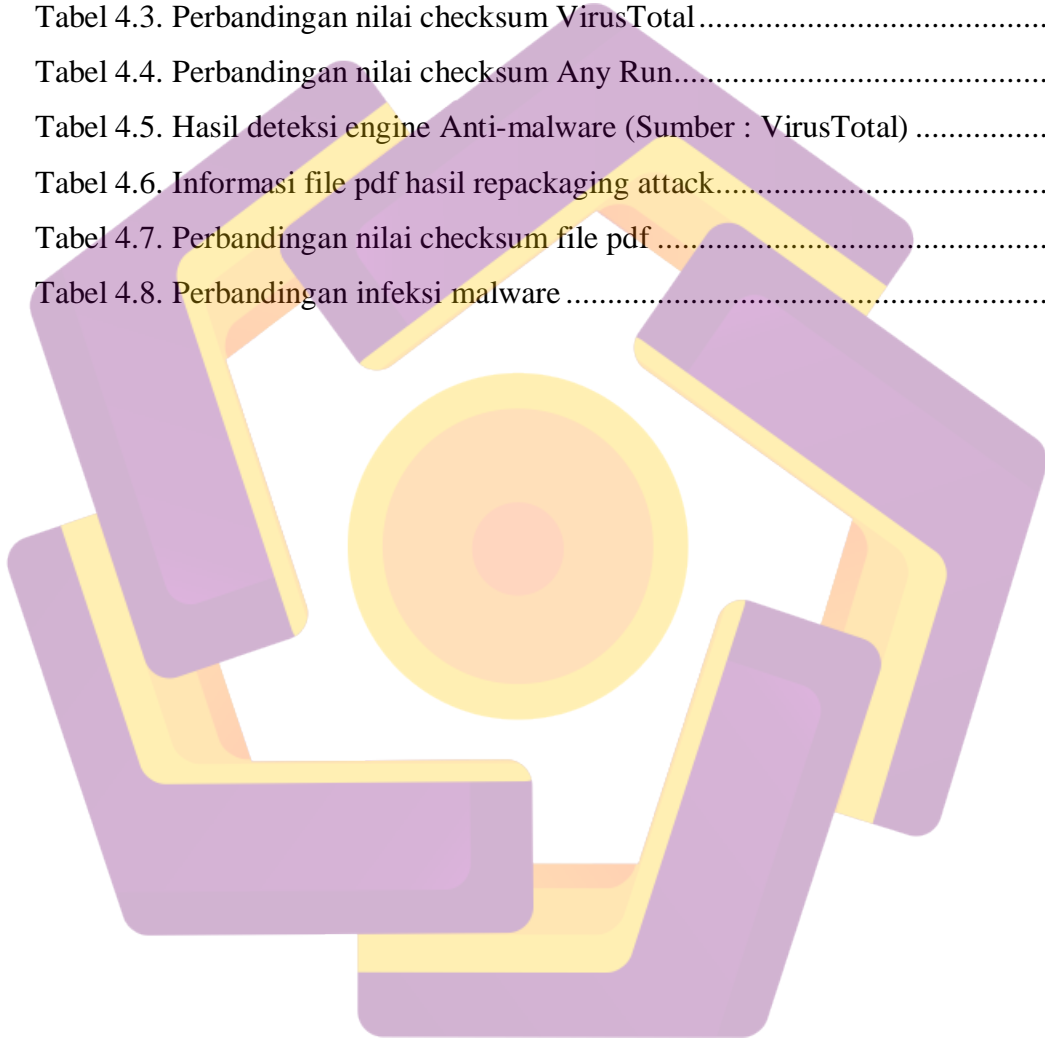 Tabel 4.3. Perbandingan nilai checksum VirusTotal.............................................
Tabel 4.4. Perbandingan nilai checksum Any Run................................................
Tabel 4.5. Hasil deteksi engine Anti-malware (Sumber : VirusTotal) .................
Tabel 4.6. Informasi file pdf hasil repackaging attack...........................................
Tabel 4.7. Perbandingan nilai checksum file pdf ..................................................
Tabel 4.8. Perbandingan infeksi malware ..............................................................